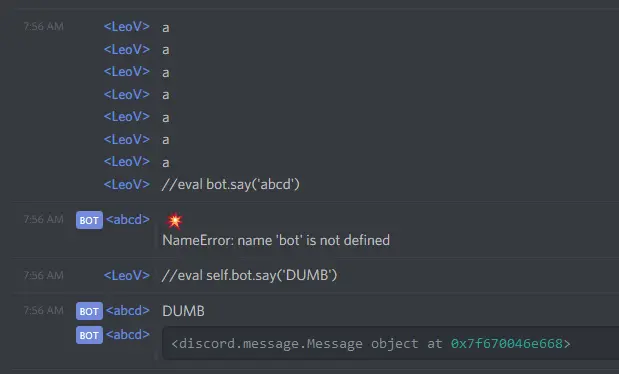 7:56 AM <LeoV> a
<LeoV> a
<LeoV> a
<LeoV> a
<LeoV> a
<LeoV> a
<LeoV> a
<LeoV> //eval bot.say('abcd')
7:56 AM BOT <abcd> 💥
NameError: name 'bot' is not defined
7:56 AM <LeoV> //eval self.bot.say('DUMB')
7:56 AM BOT <abcd> DUMB
BOT <abcd> <discord.message.Message object at 0x7f670046e668>